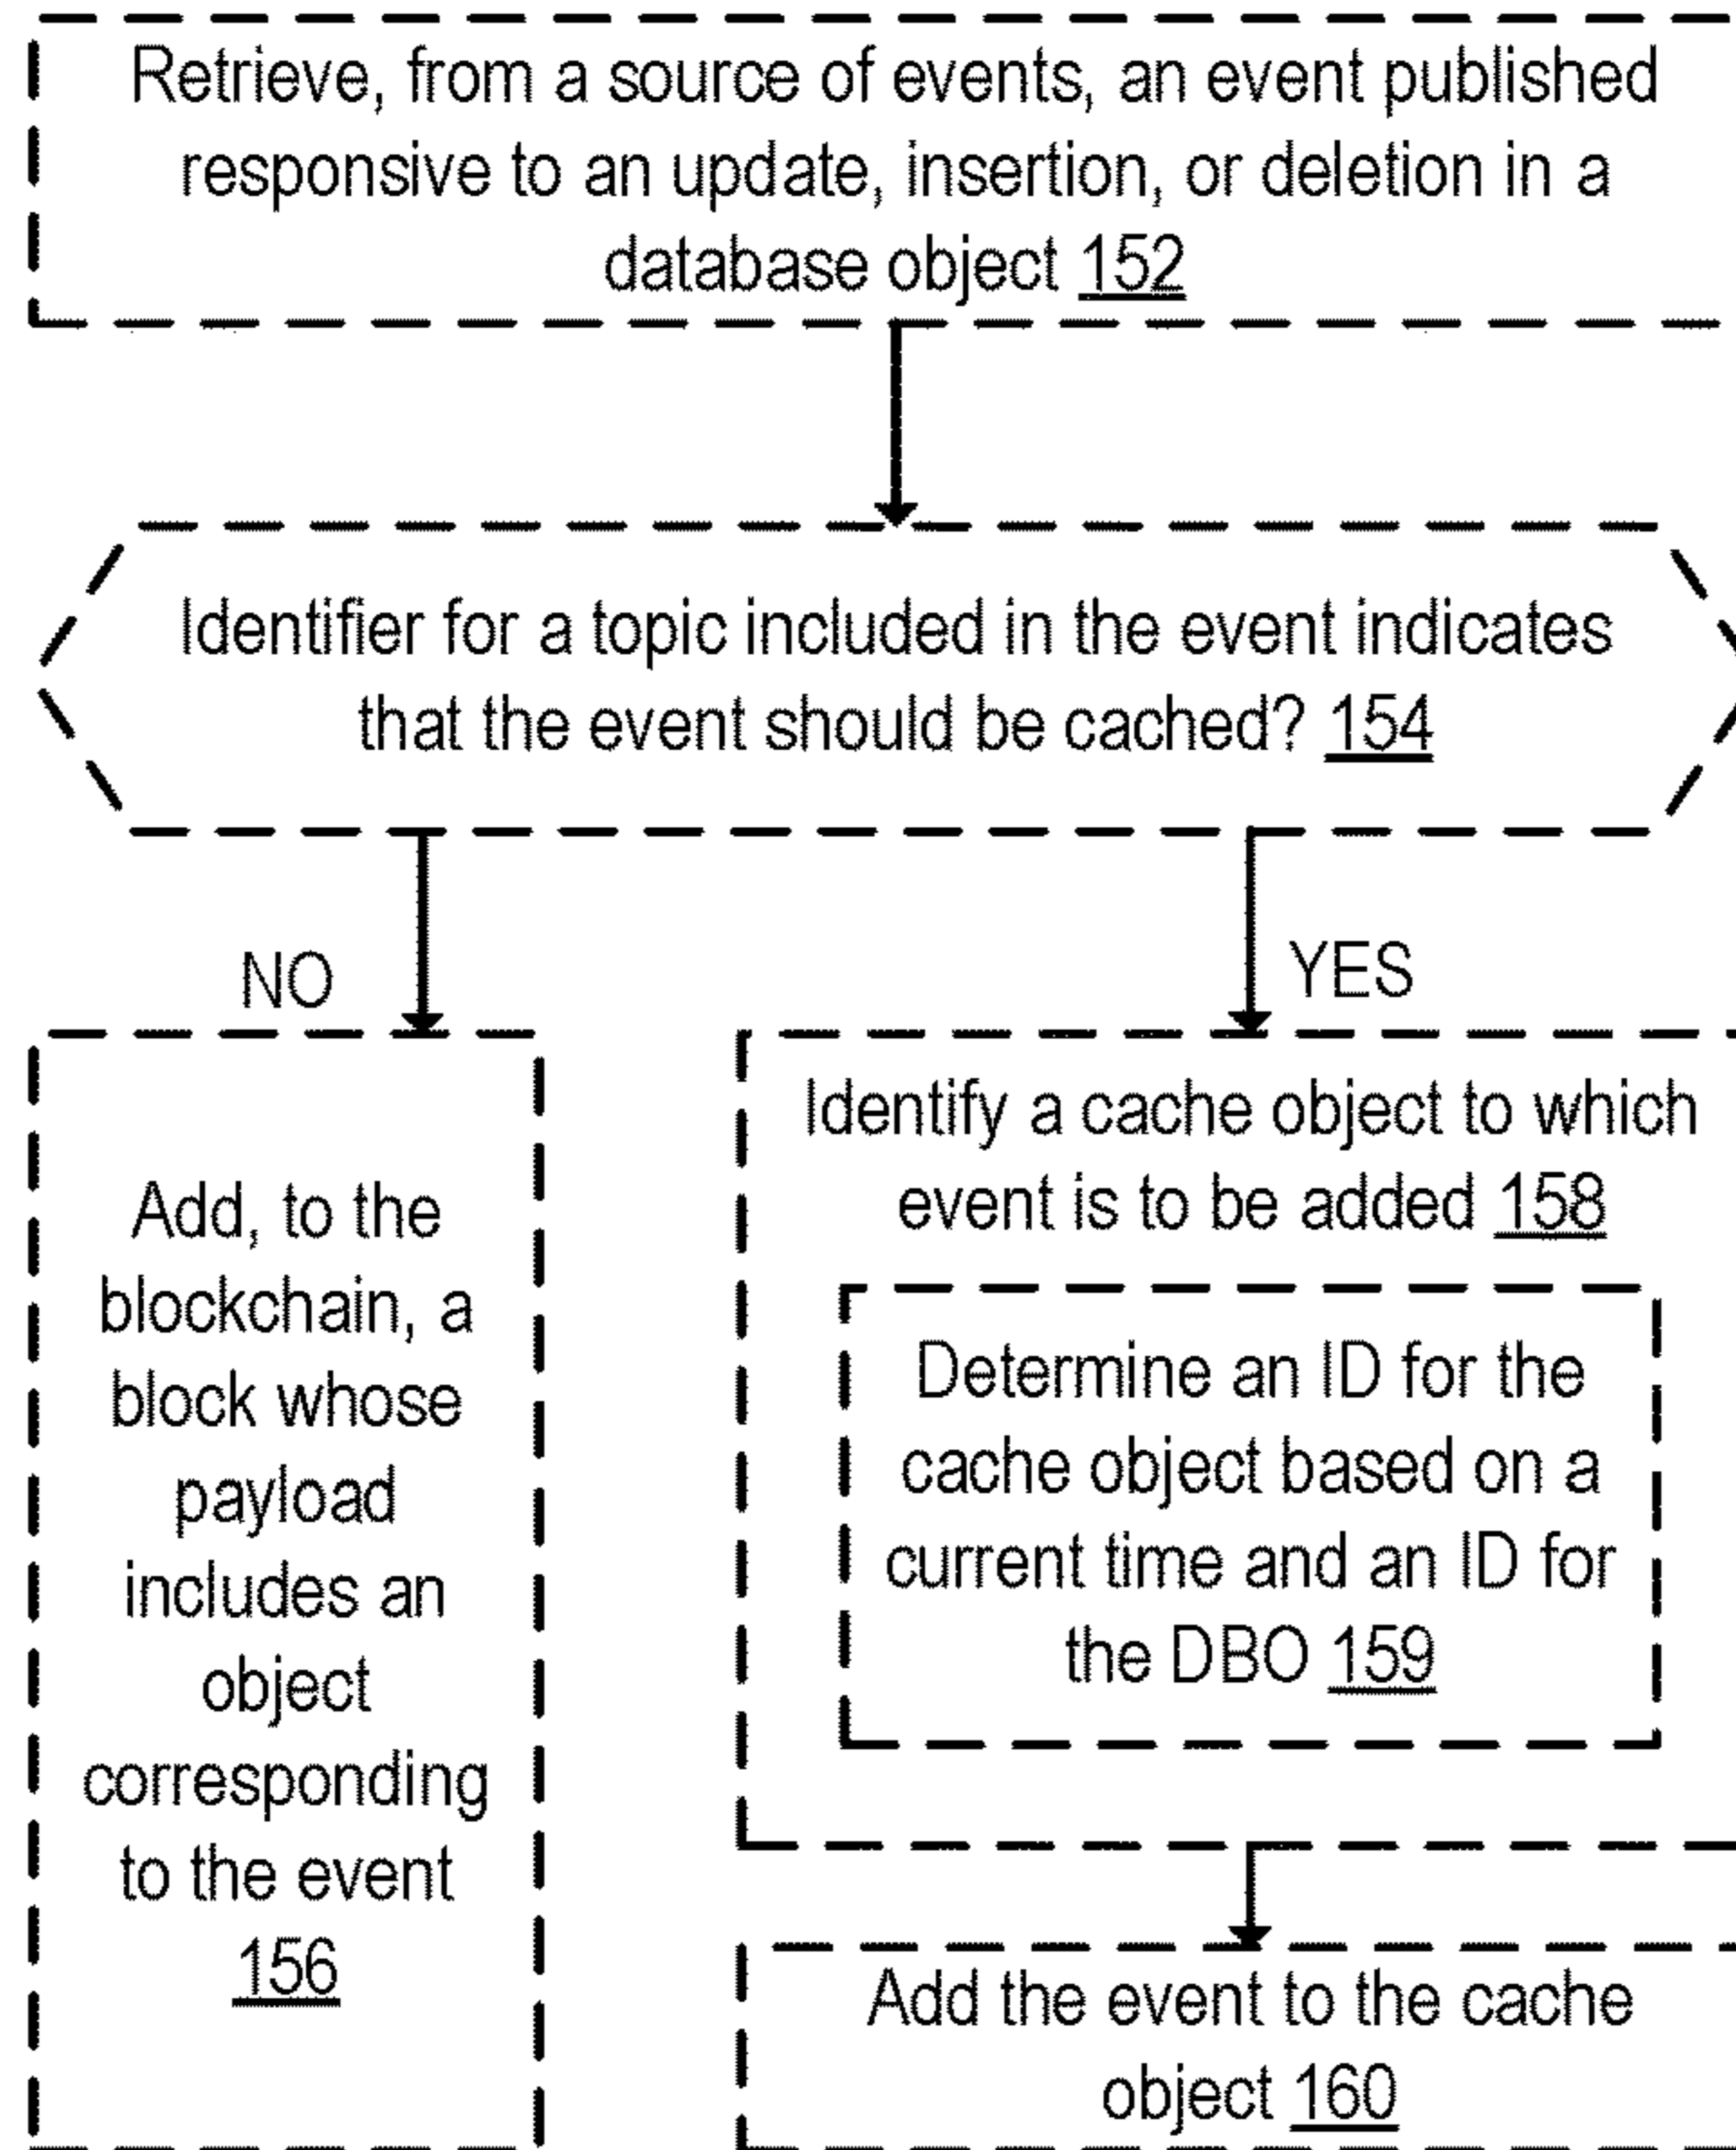 Retrieve, from a source of events, an event published
responsive to an update, insertion, or deletion in a
database object 152
Identifier for a topic included in the event indicates
that the event should be cached? 154
NO
YES
Add, to the
blockchain, a
block whose
payload
includes an
object
corresponding
to the event
156
Identify a cache object to which
event is to be added 158
Determine an ID for the
cache object based on a
current time and an ID for
the DBO 159
Add the event to the cache
object 160